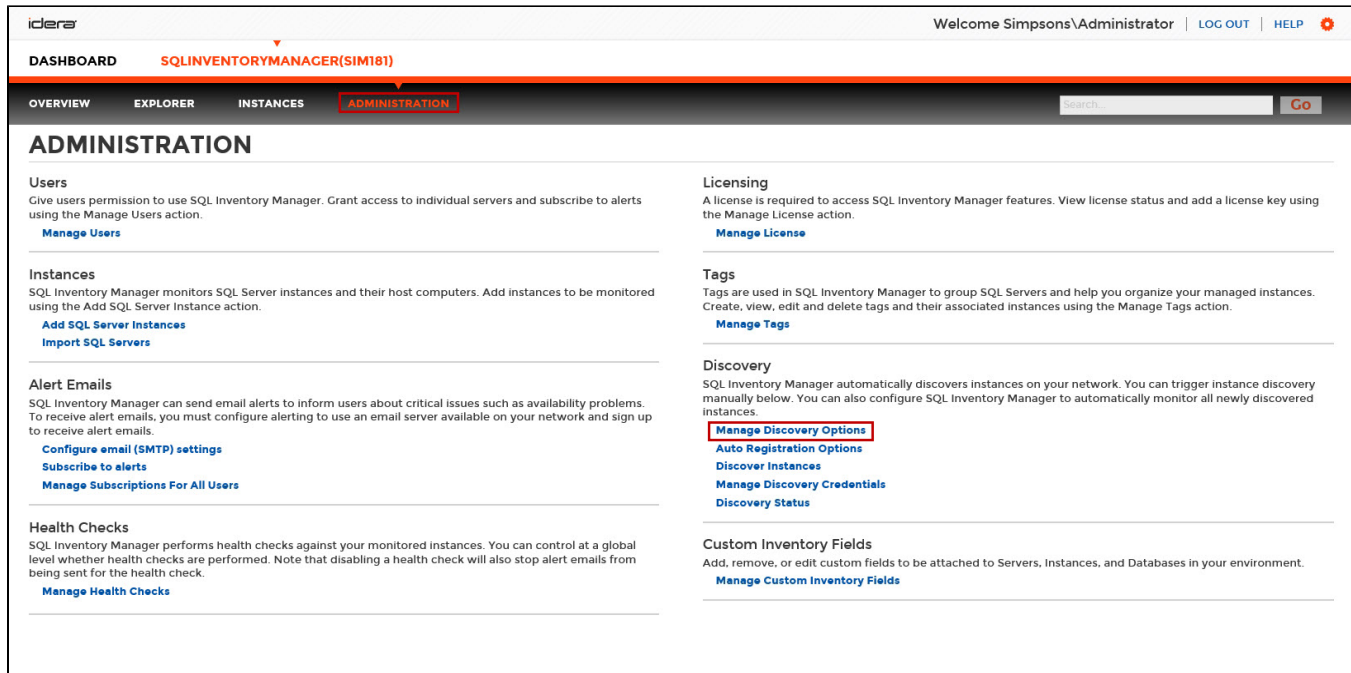 idera
Welcome Simpsons\Administrator | LOG OUT | HELP
DASHBOARD SQLINVENTORYMANAGER(SIM181)
OVERVIEW EXPLORER INSTANCES ADMINISTRATION Search... Go
ADMINISTRATION
Users
Give users permission to use SQL Inventory Manager. Grant access to individual servers and subscribe to alerts
using the Manage Users action.
Manage Users
Instances
SQL Inventory Manager monitors SQL Server instances and their host computers. Add instances to be monitored
using the Add SQL Server Instance action.
Add SQL Server Instances
Import SQL Servers
Alert Emails
SQL Inventory Manager can send email alerts to inform users about critical issues such as availability problems.
To receive alert emails, you must configure alerting to use an email server available on your network and sign up
to receive alert emails.
Configure email (SMTP) settings
Subscribe to alerts
Manage Subscriptions For All Users
Health Checks
SQL Inventory Manager performs health checks against your monitored instances. You can control at a global
level whether health checks are performed. Note that disabling a health check will also stop alert emails from
being sent for the health check.
Manage Health Checks
Licensing
A license is required to access SQL Inventory Manager features. View license status and add a license key using
the Manage License action.
Manage License
Tags
Tags are used in SQL Inventory Manager to group SQL Servers and help you organize your managed instances.
Create, view, edit and delete tags and their associated instances using the Manage Tags action.
Manage Tags
Discovery
SQL Inventory Manager automatically discovers instances on your network. You can trigger instance discovery
manually below. You can also configure SQL Inventory Manager to automatically monitor all newly discovered
instances.
Manage Discovery Options
Auto Registration Options
Discover Instances
Manage Discovery Credentials
Discovery Status
Custom Inventory Fields
Add, remove, or edit custom fields to be attached to Servers, Instances, and Databases in your environment.
Manage Custom Inventory Fields